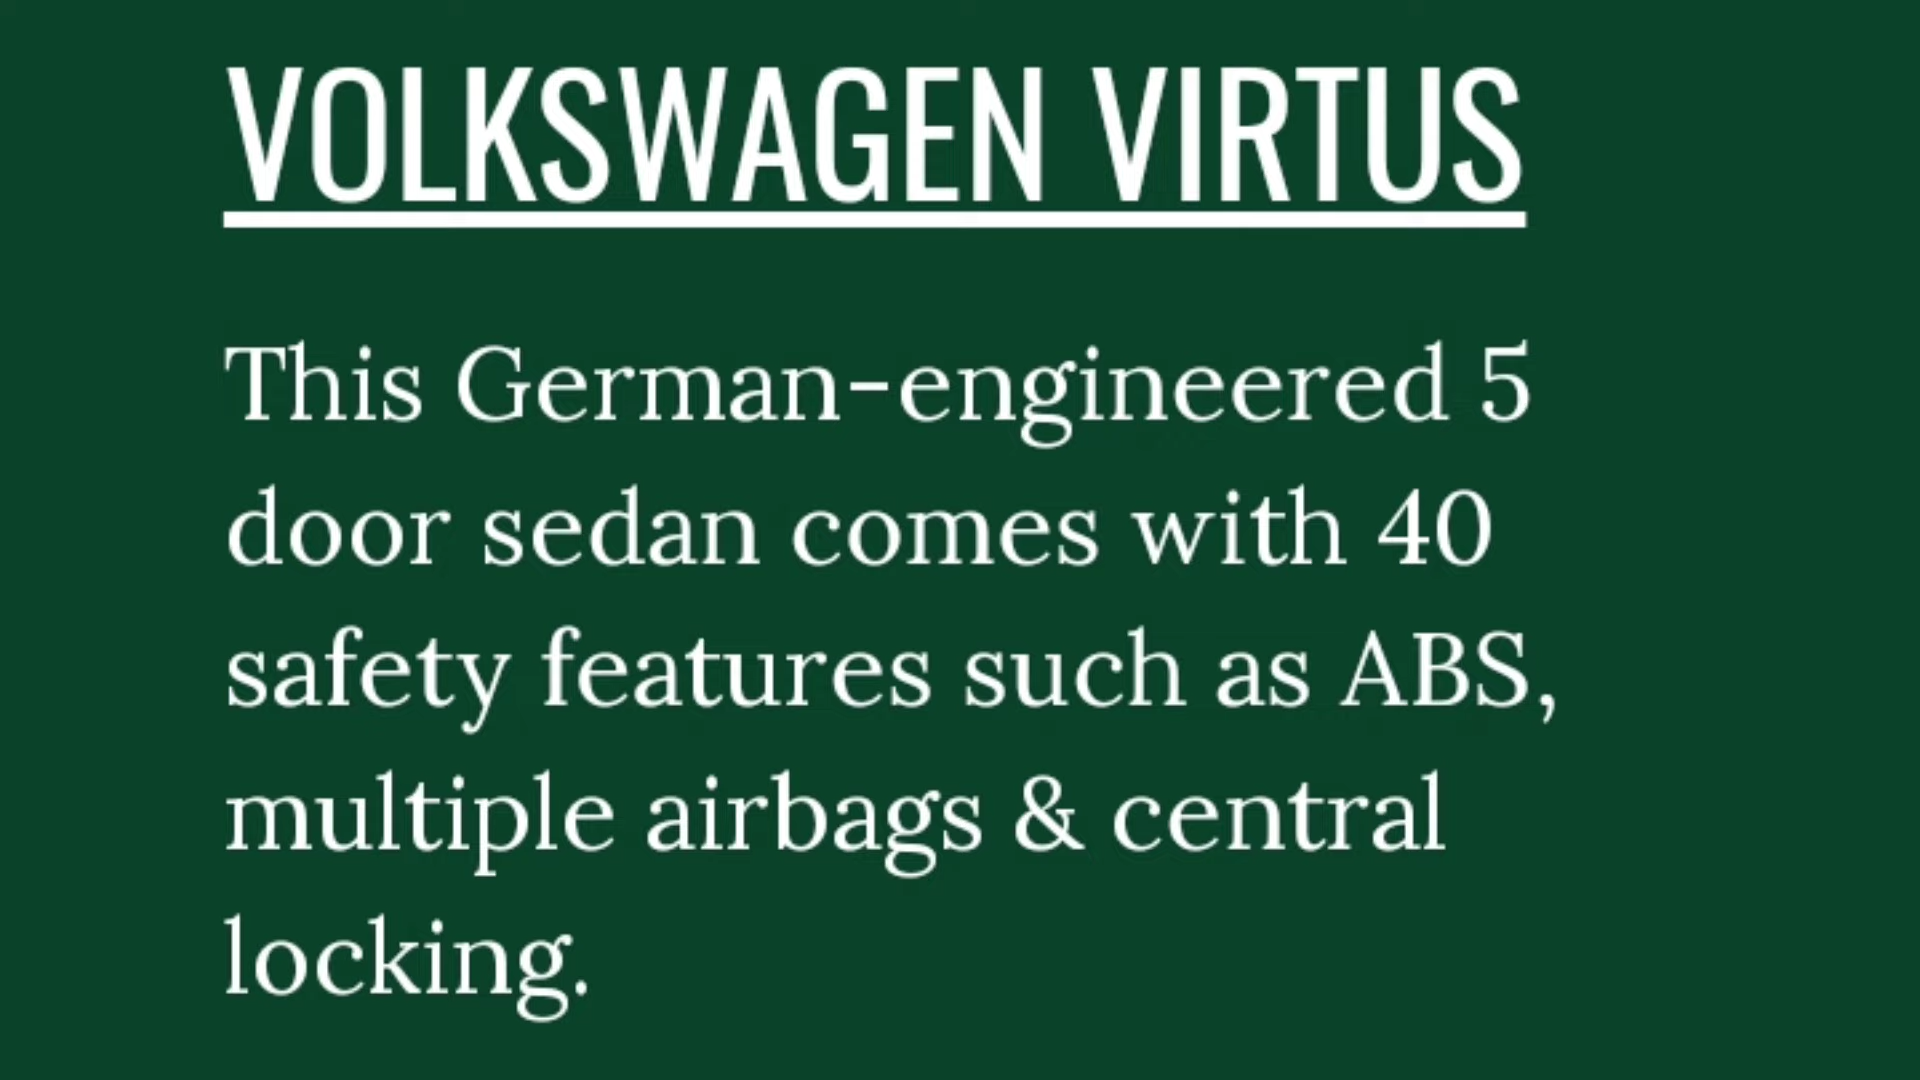 VOLKSWAGEN VIRTUS
This German-engineered 5
door sedan comes with 40
safety features such as ABS,
multiple airbags & central
locking.